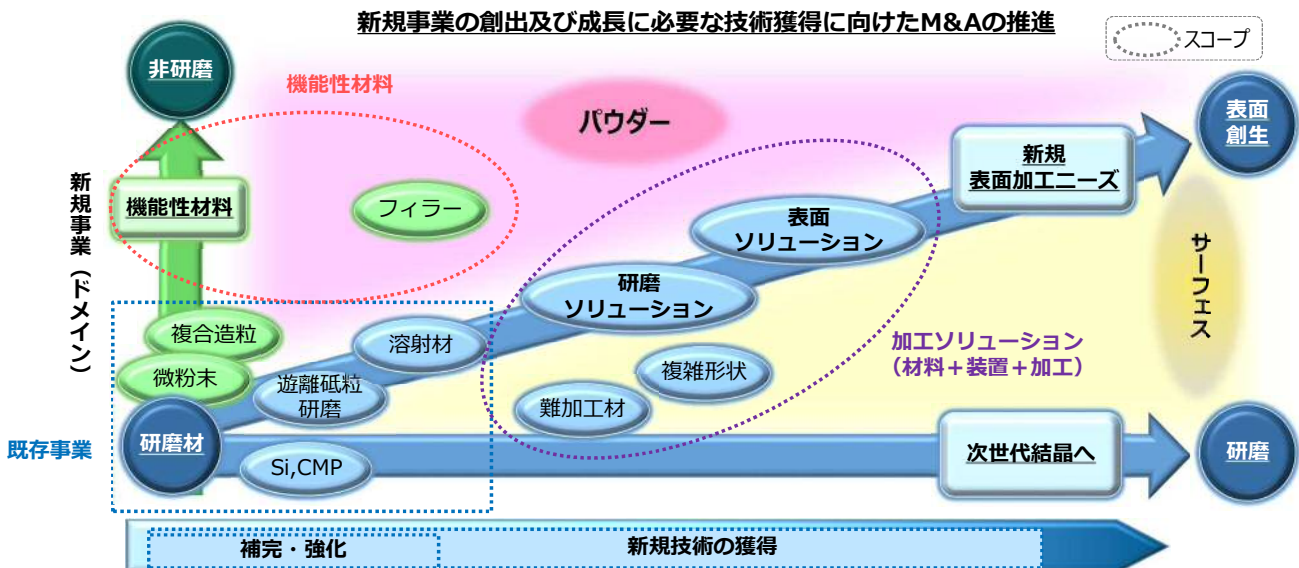 新規事業の創出及び成長に必要な技術獲得に向けたM&Aの推進
スコープ
非研磨
機能性材料
パウダー
表面
創生
新規
表面加工ニーズ
機能性材料
フィラー
表面
ソリューション
新規事業（ドメイン）
サーフェス
研磨
ソリューション
複合造粒
溶射材
加工ソリューション
（材料＋装置＋加工）
微粉末
遊離砥粒
研磨
複雑形状
難加工材
既存事業
研磨材
Si,CMP
次世代結晶へ
研磨
補完・強化
新規技術の獲得